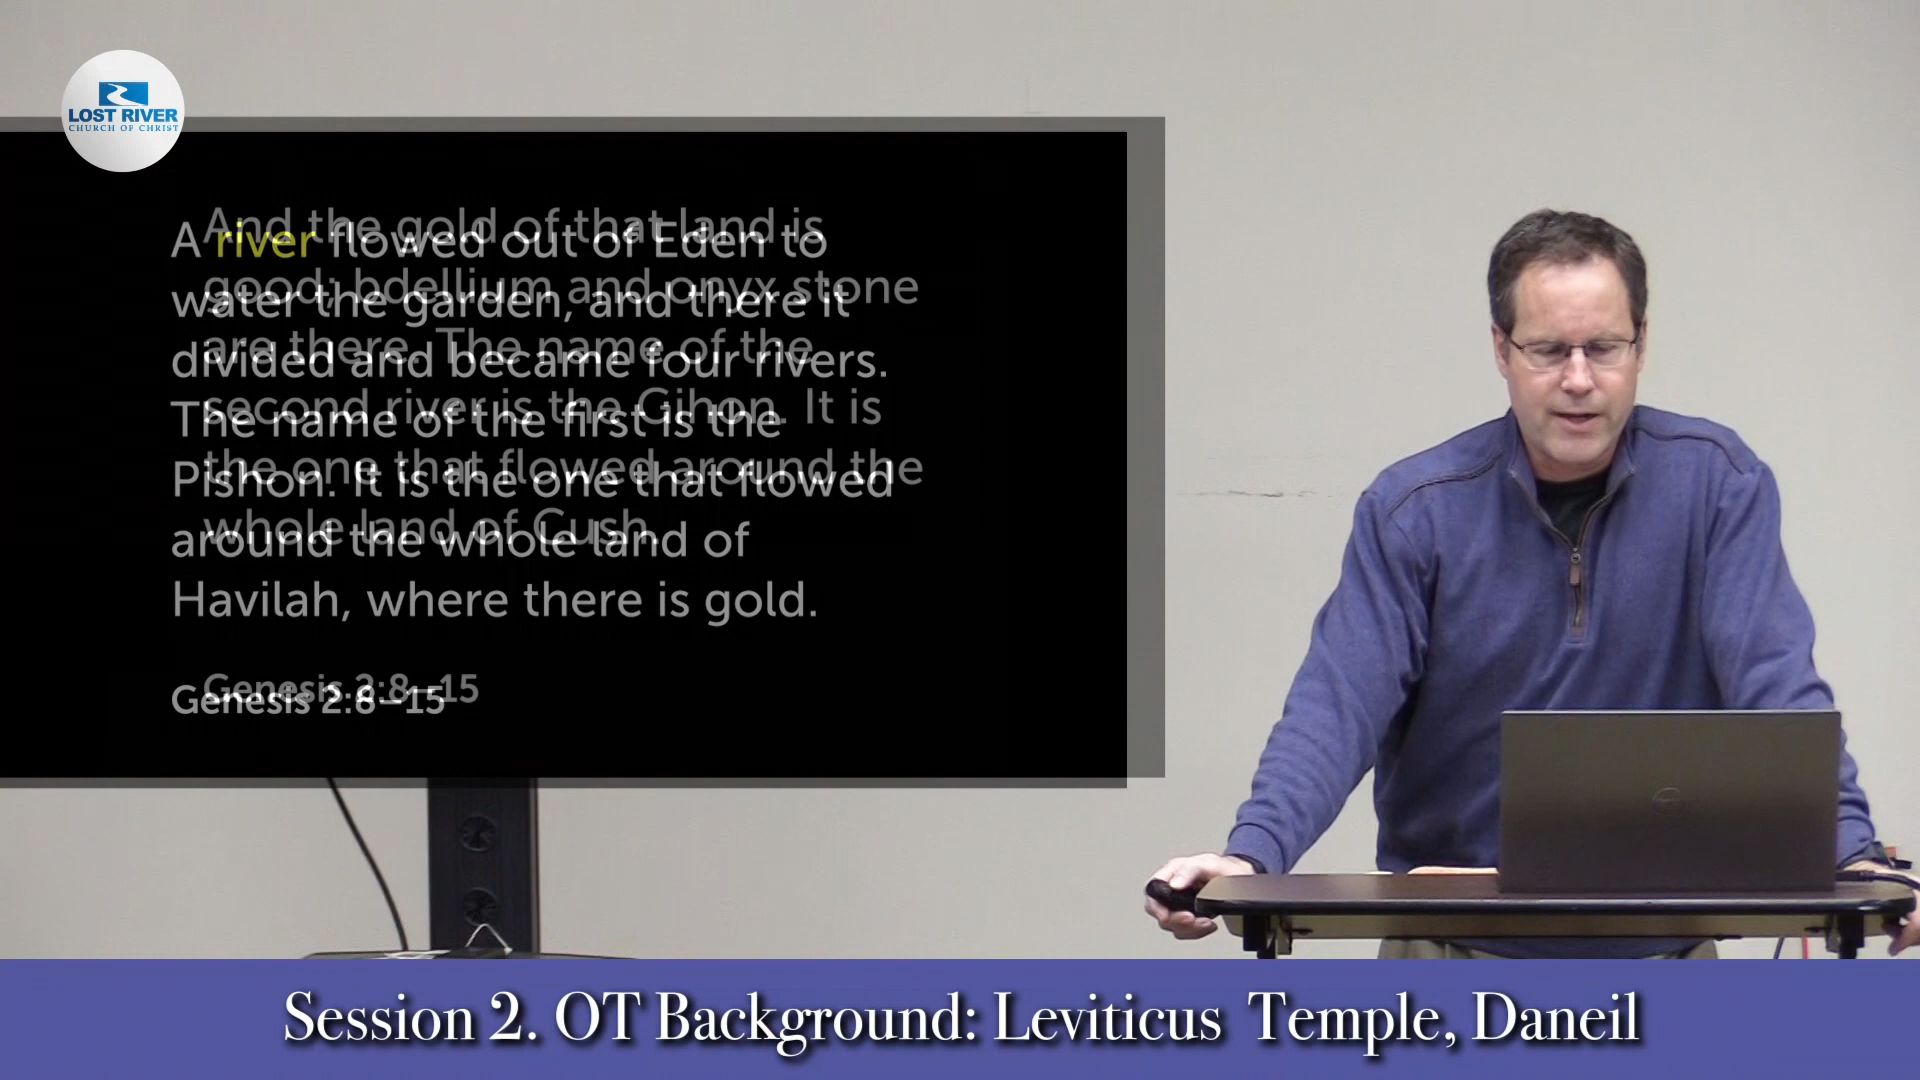 LOST RIVER
CHURCH OF CHRIST
A river flowed out of Eden to
water the garden, and there it
divided and became four rivers.
The name of the first is the
Pishon. It is the one that flowed
around the whole land of
Havilah, where there is gold.
Genesis 2:8–15
And the gold of that land is
good; bdellium and onyx stone
are there. The name of the
second river is the Gihon. It is
the one that flowed around the
whole land of Cush.
Genesis 2:8–15
Session 2. OT Background: Leviticus Temple, Daneil